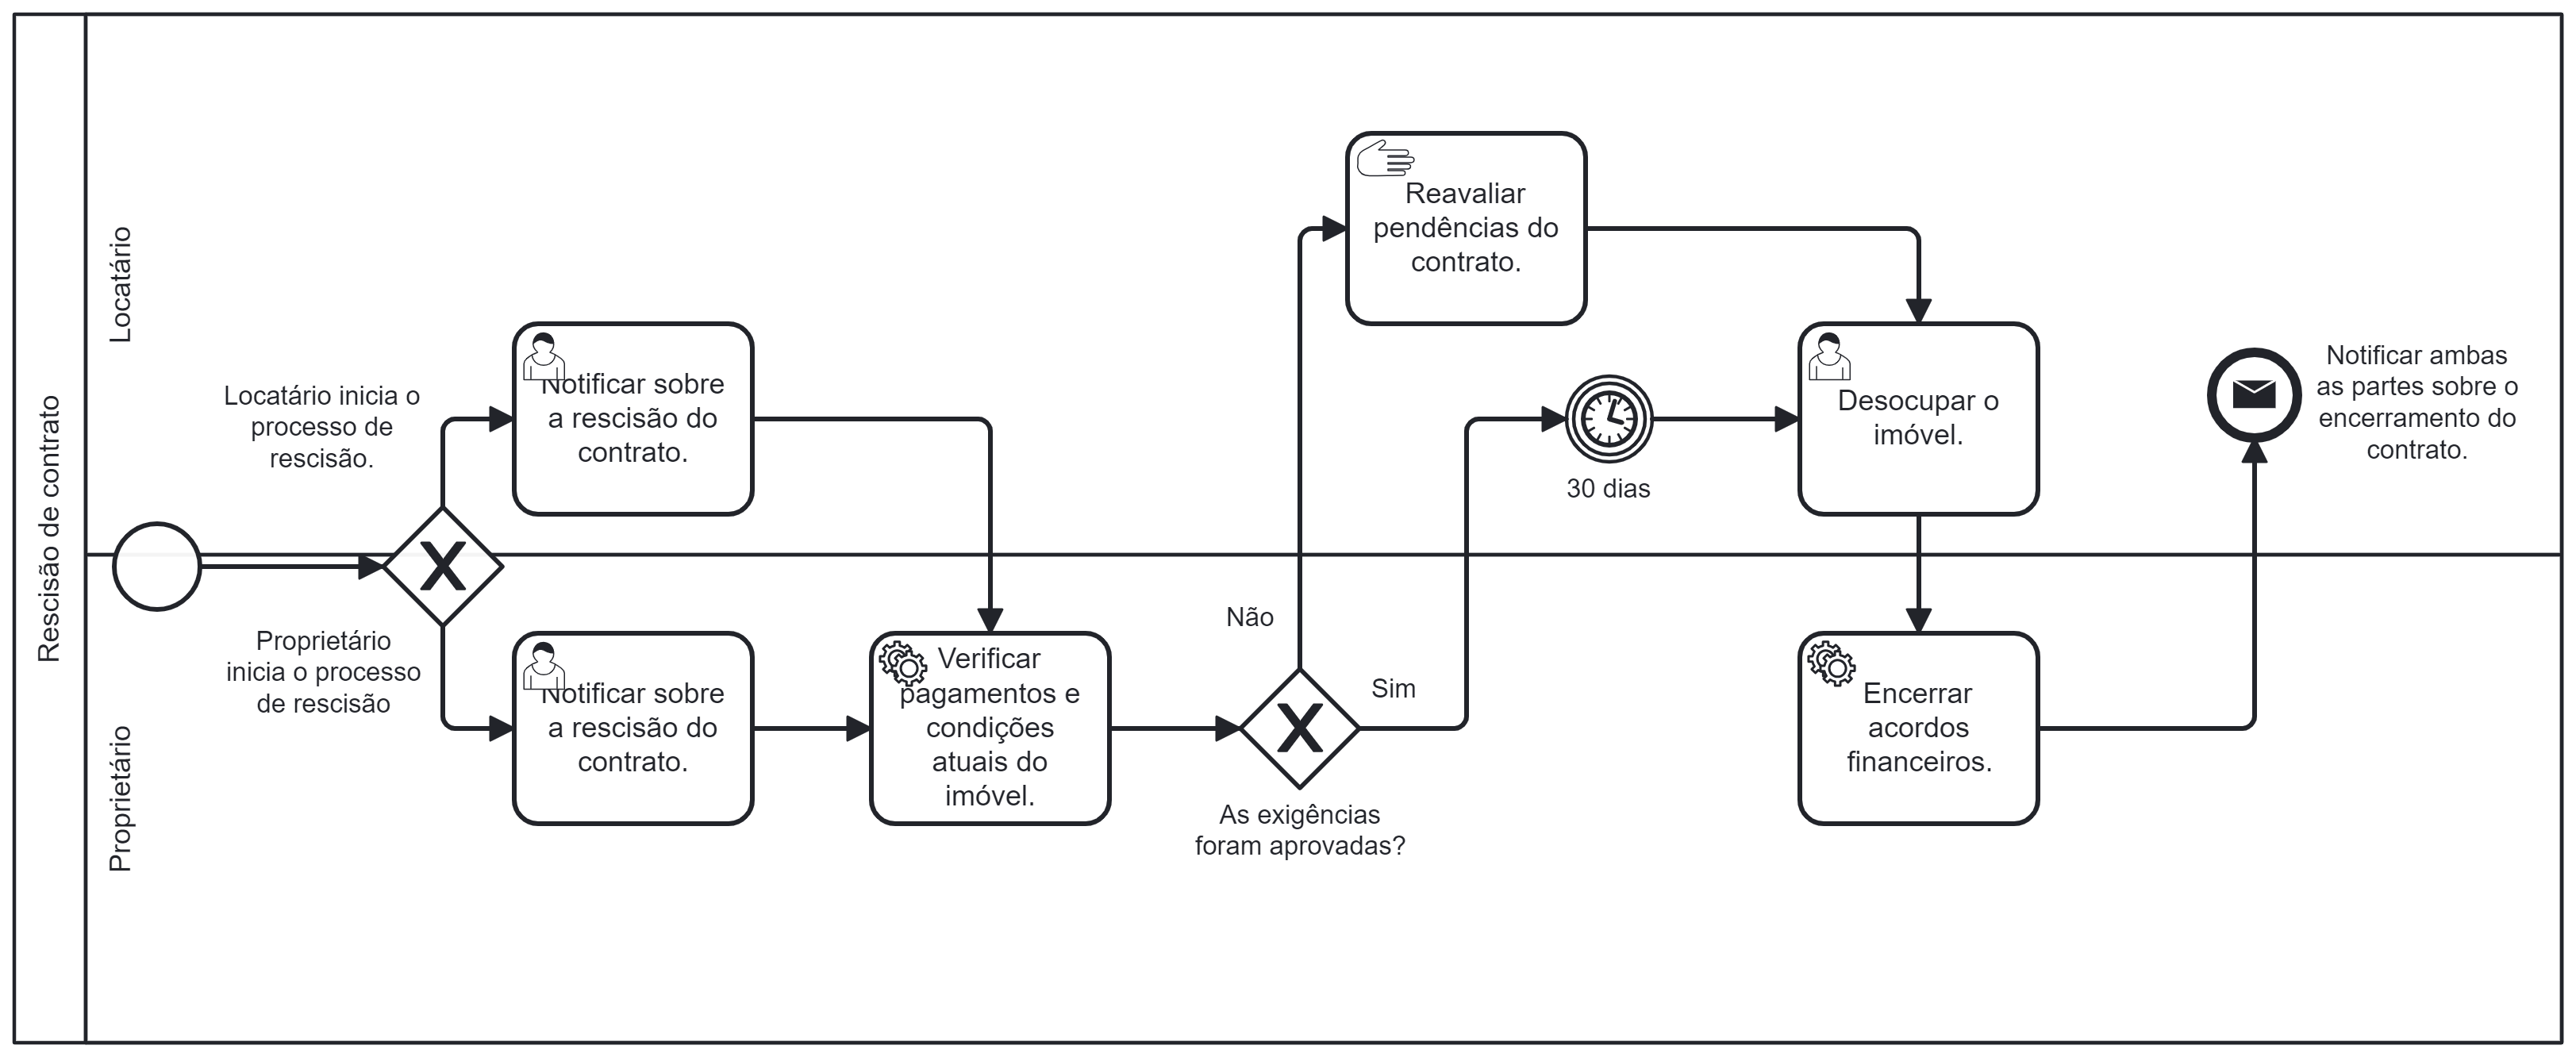 Rescisão de contrato
Locatário
Proprietário
Locatário inicia o
processo de
rescisão.
Proprietário
inicia o processo
de rescisão
Notificar sobre
a rescisão do
contrato.
Notificar sobre
a rescisão do
contrato.
Verificar
pagamentos e
condições
atuais do
imóvel.
As exigências
foram aprovadas?
Não
Sim
Reavaliar
pendências do
contrato.
30 dias
Desocupar o
imóvel.
Encerrar
acordos
financeiros.
Notificar ambas
as partes sobre o
encerramento do
contrato.